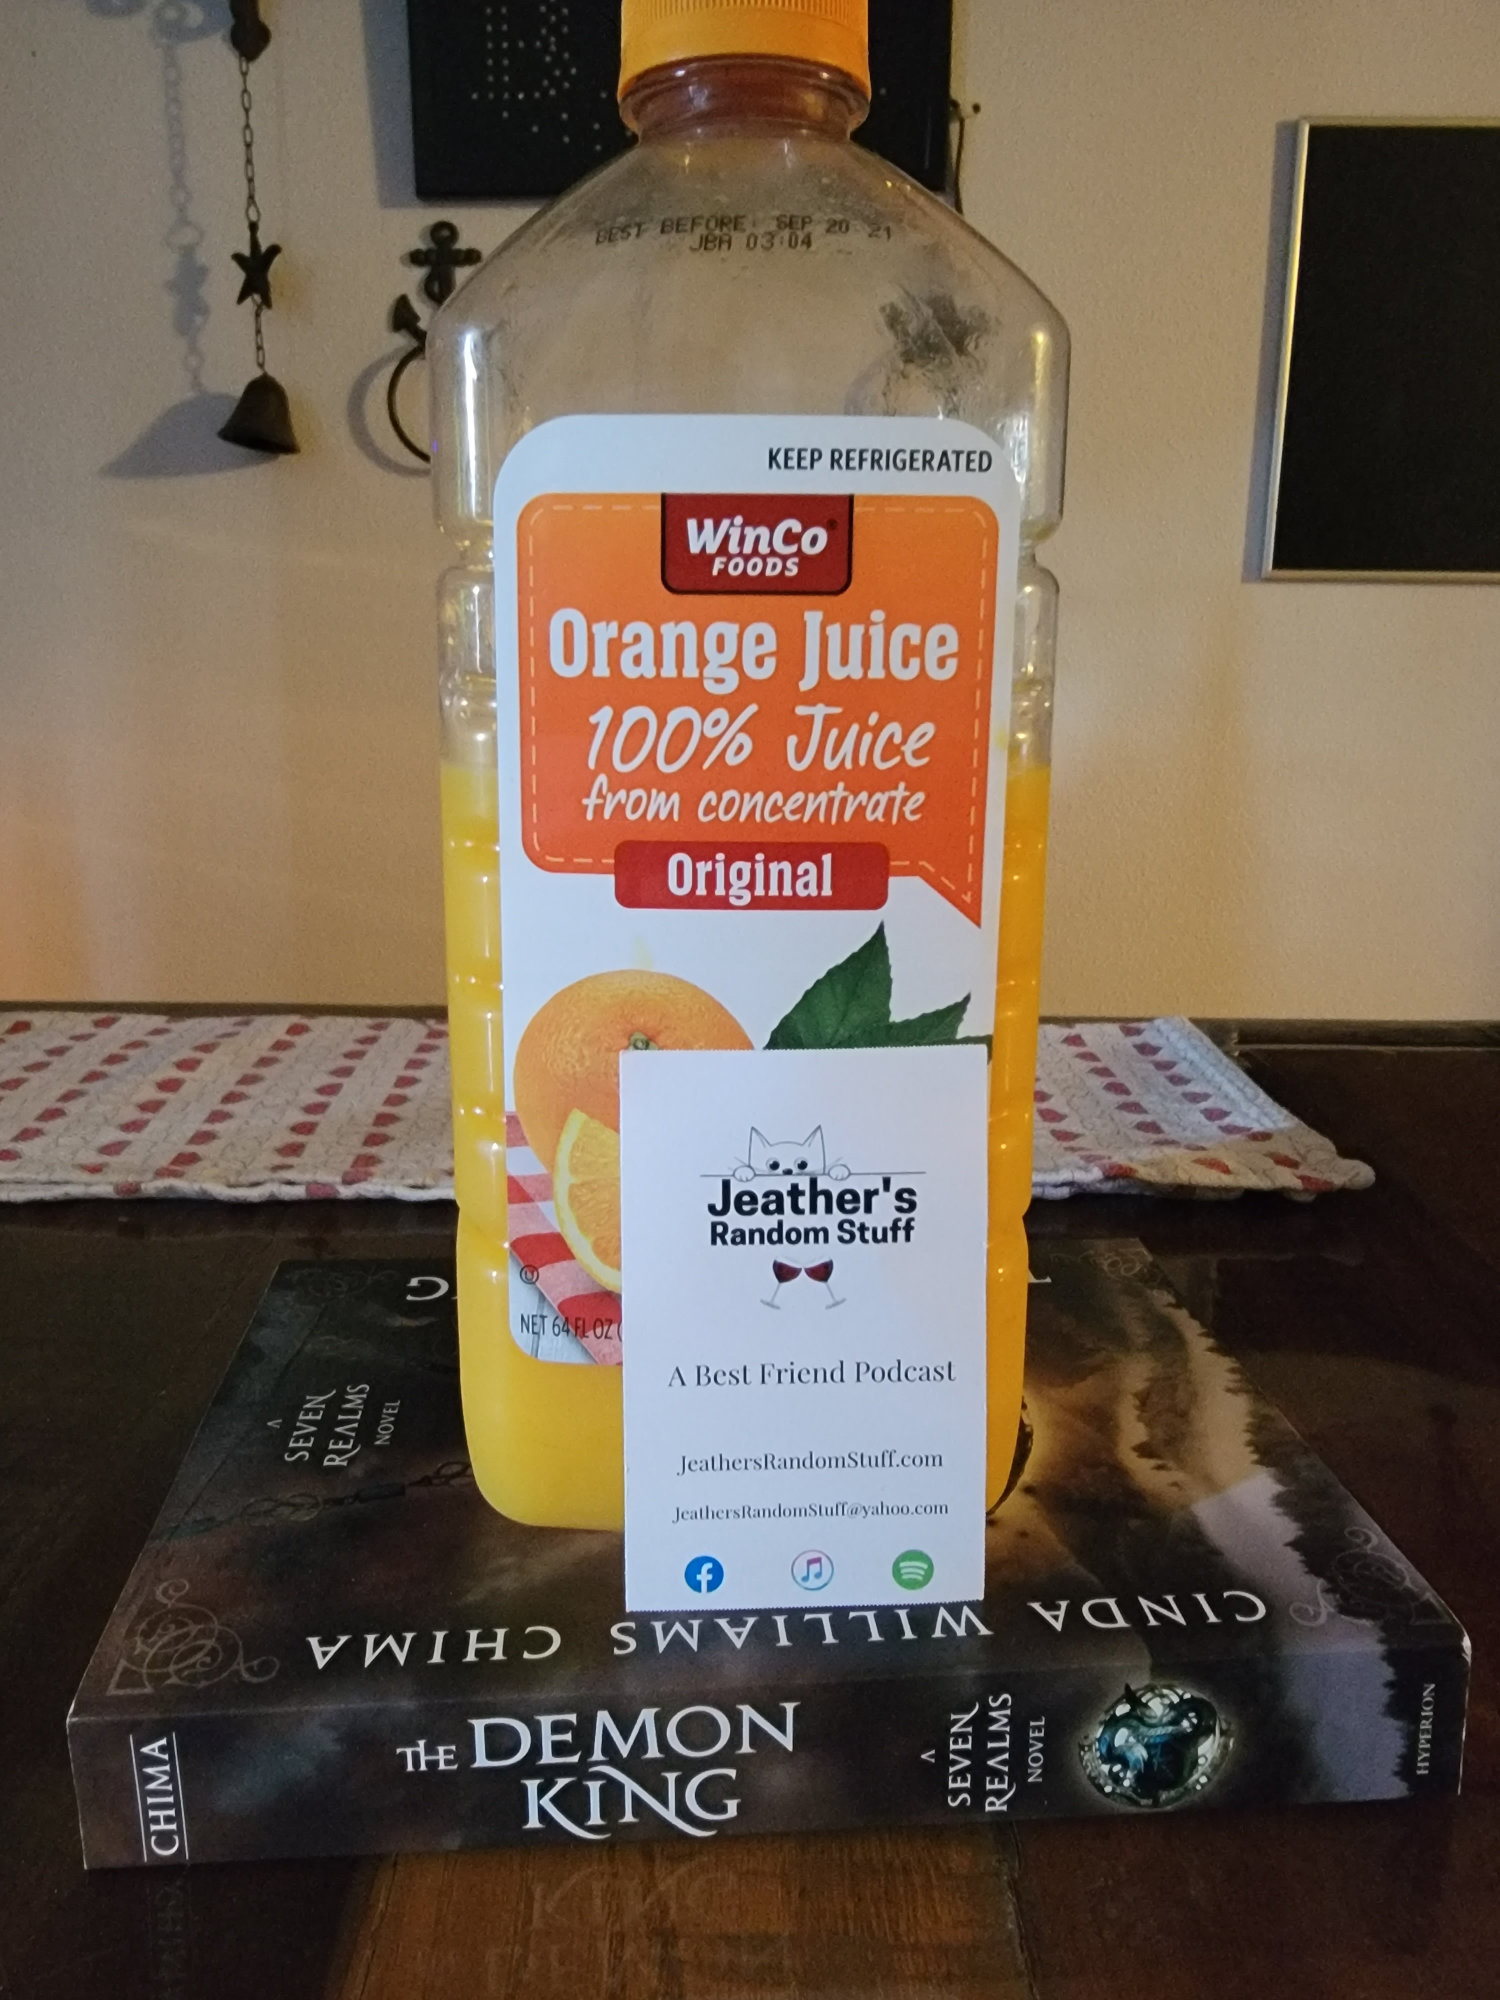 BEST BEFORE: SEP 20 21
JBA 03:04
KEEP REFRIGERATED
WinCo®
FOODS
Orange Juice
100% Juice
from concentrate
Original
U
NET 64 FL OZ (
Jeather's
Random Stuff
A Best Friend Podcast
JeathersRandomStuff.com
JeathersRandomStuff@yahoo.com
A
SEVEN
REALMS
NOVEL
CINDA WILLIAMS CHIMA
CHIMA
THE DEMON
KING
A
SEVEN
REALMS
NOVEL
HYPERION